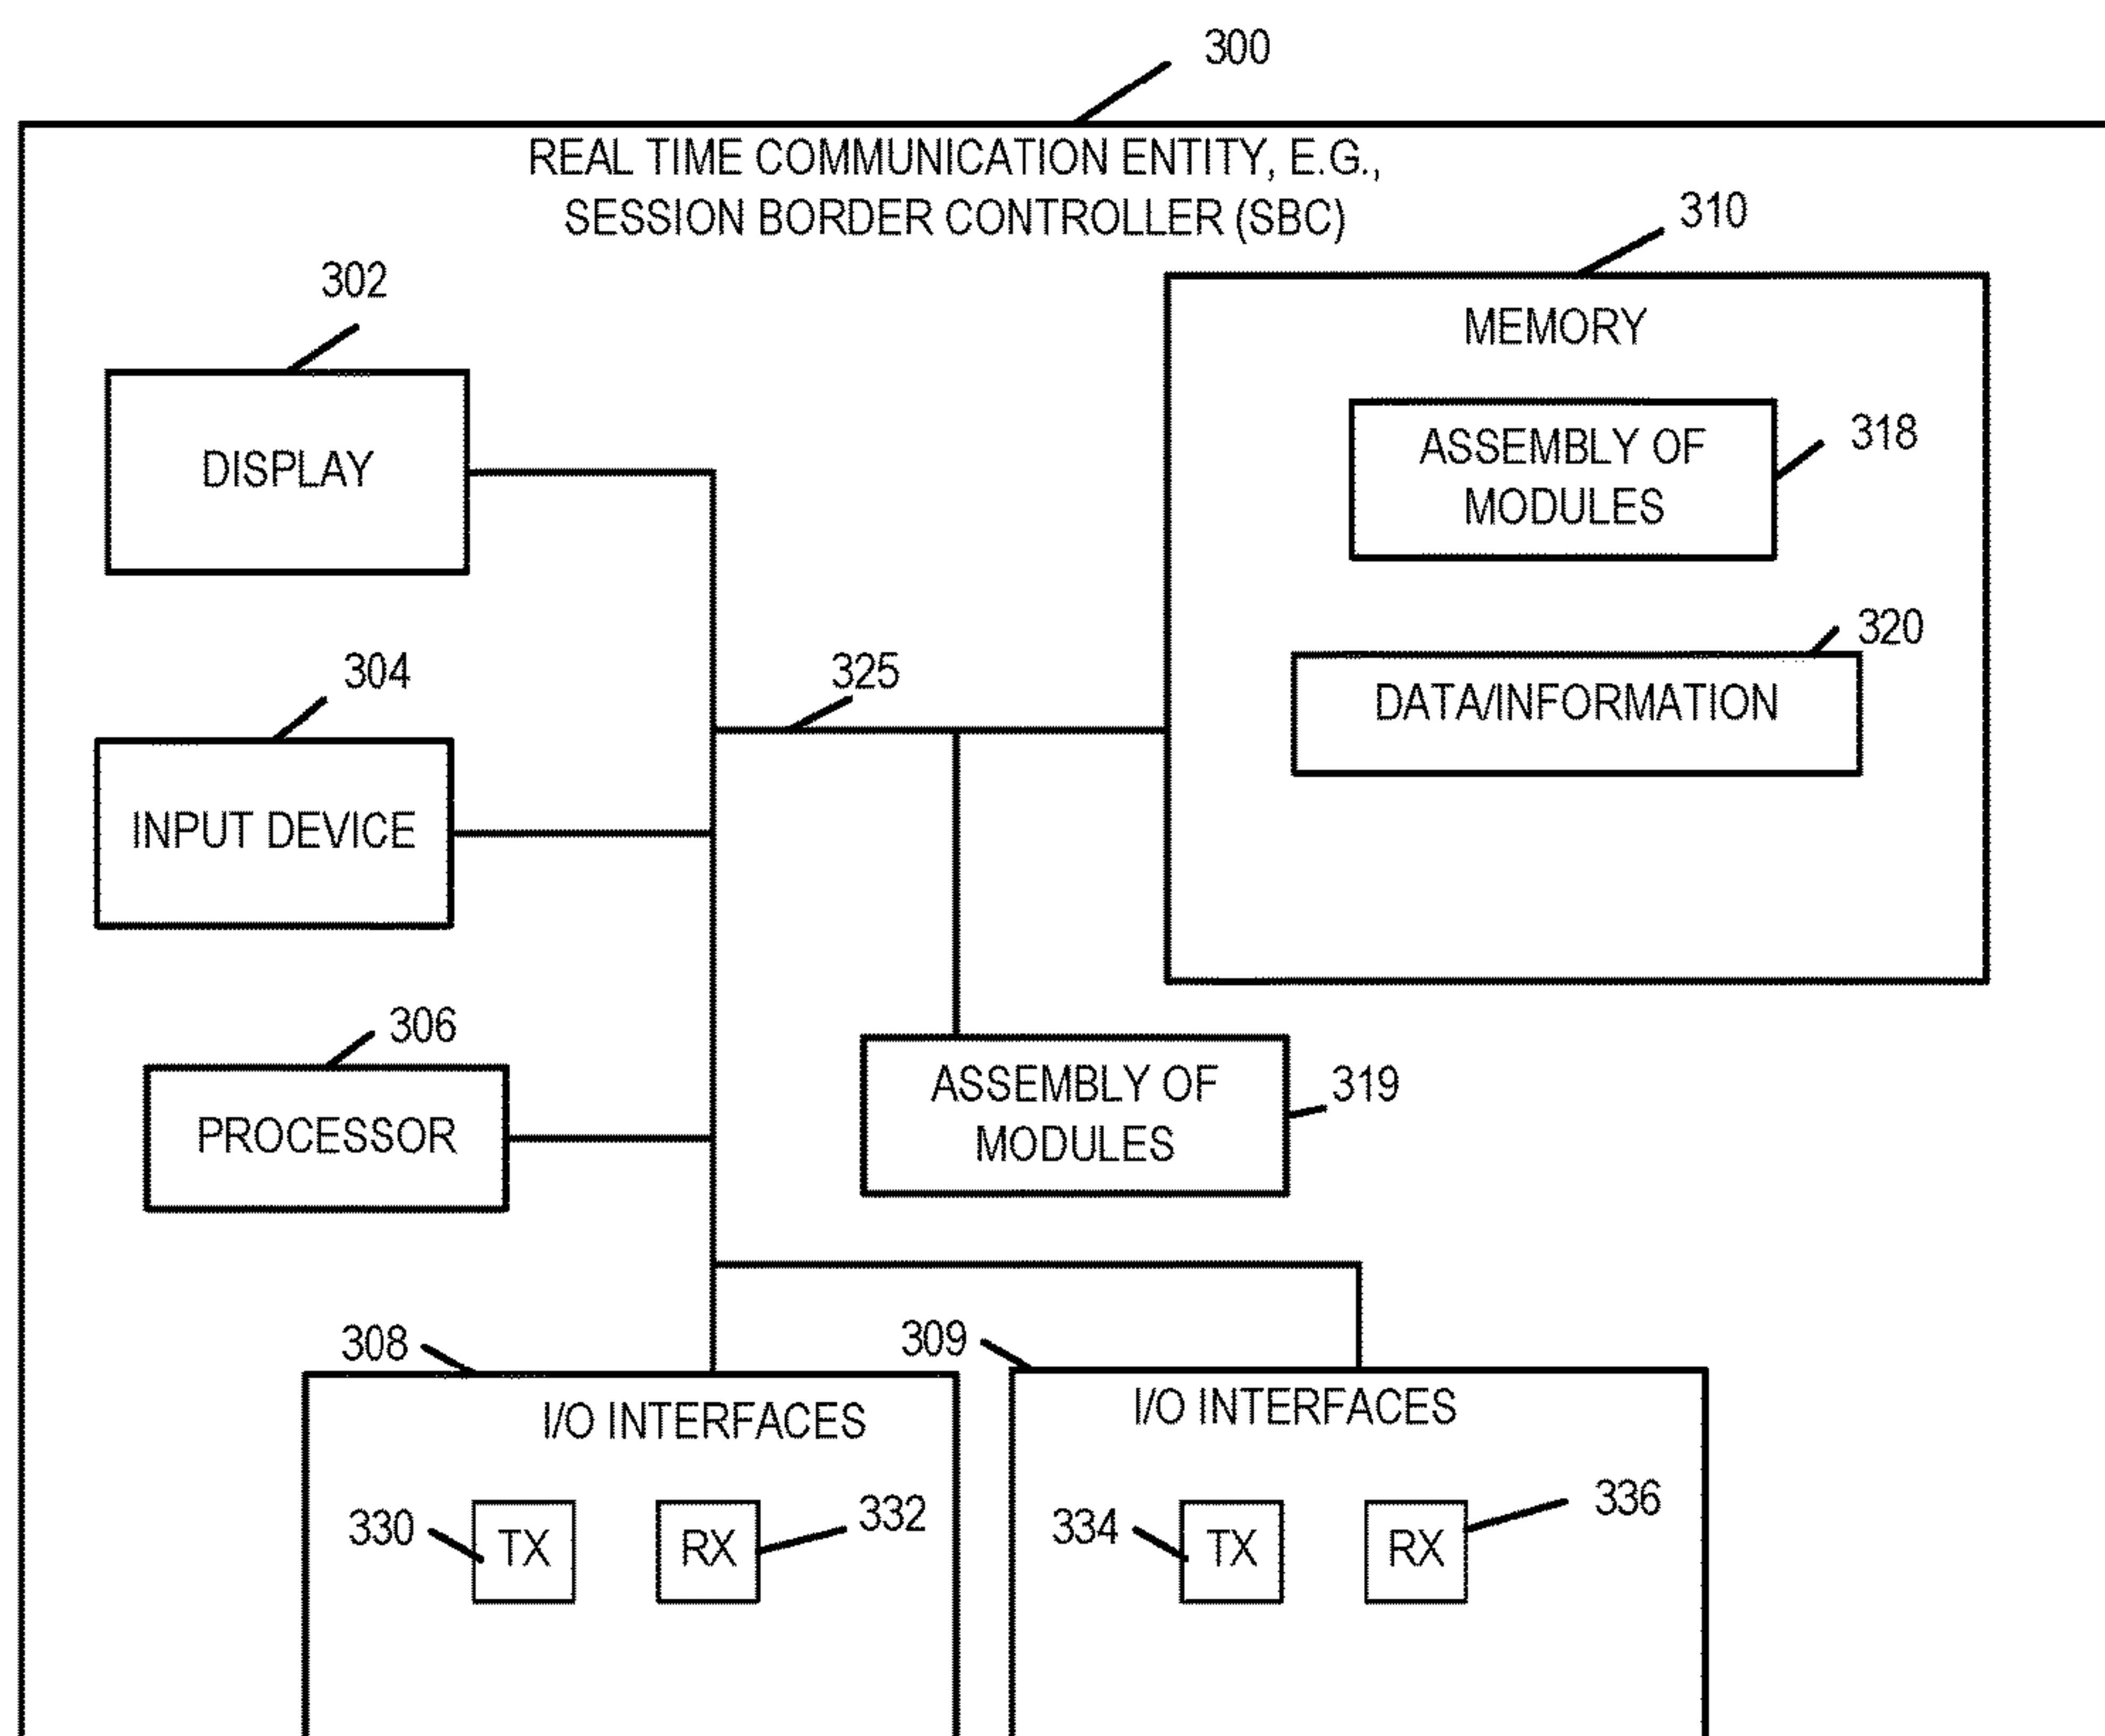 300
REAL TIME COMMUNICATION ENTITY, E.G.,
SESSION BORDER CONTROLLER (SBC)
310
302
MEMORY
DISPLAY
ASSEMBLY OF
MODULES
318
320
304
325
DATA/INFORMATION
INPUT DEVICE
306
PROCESSOR
ASSEMBLY OF
MODULES
319
308
I/O INTERFACES
330
TX
RX
332
309
I/O INTERFACES
334
TX
RX
336